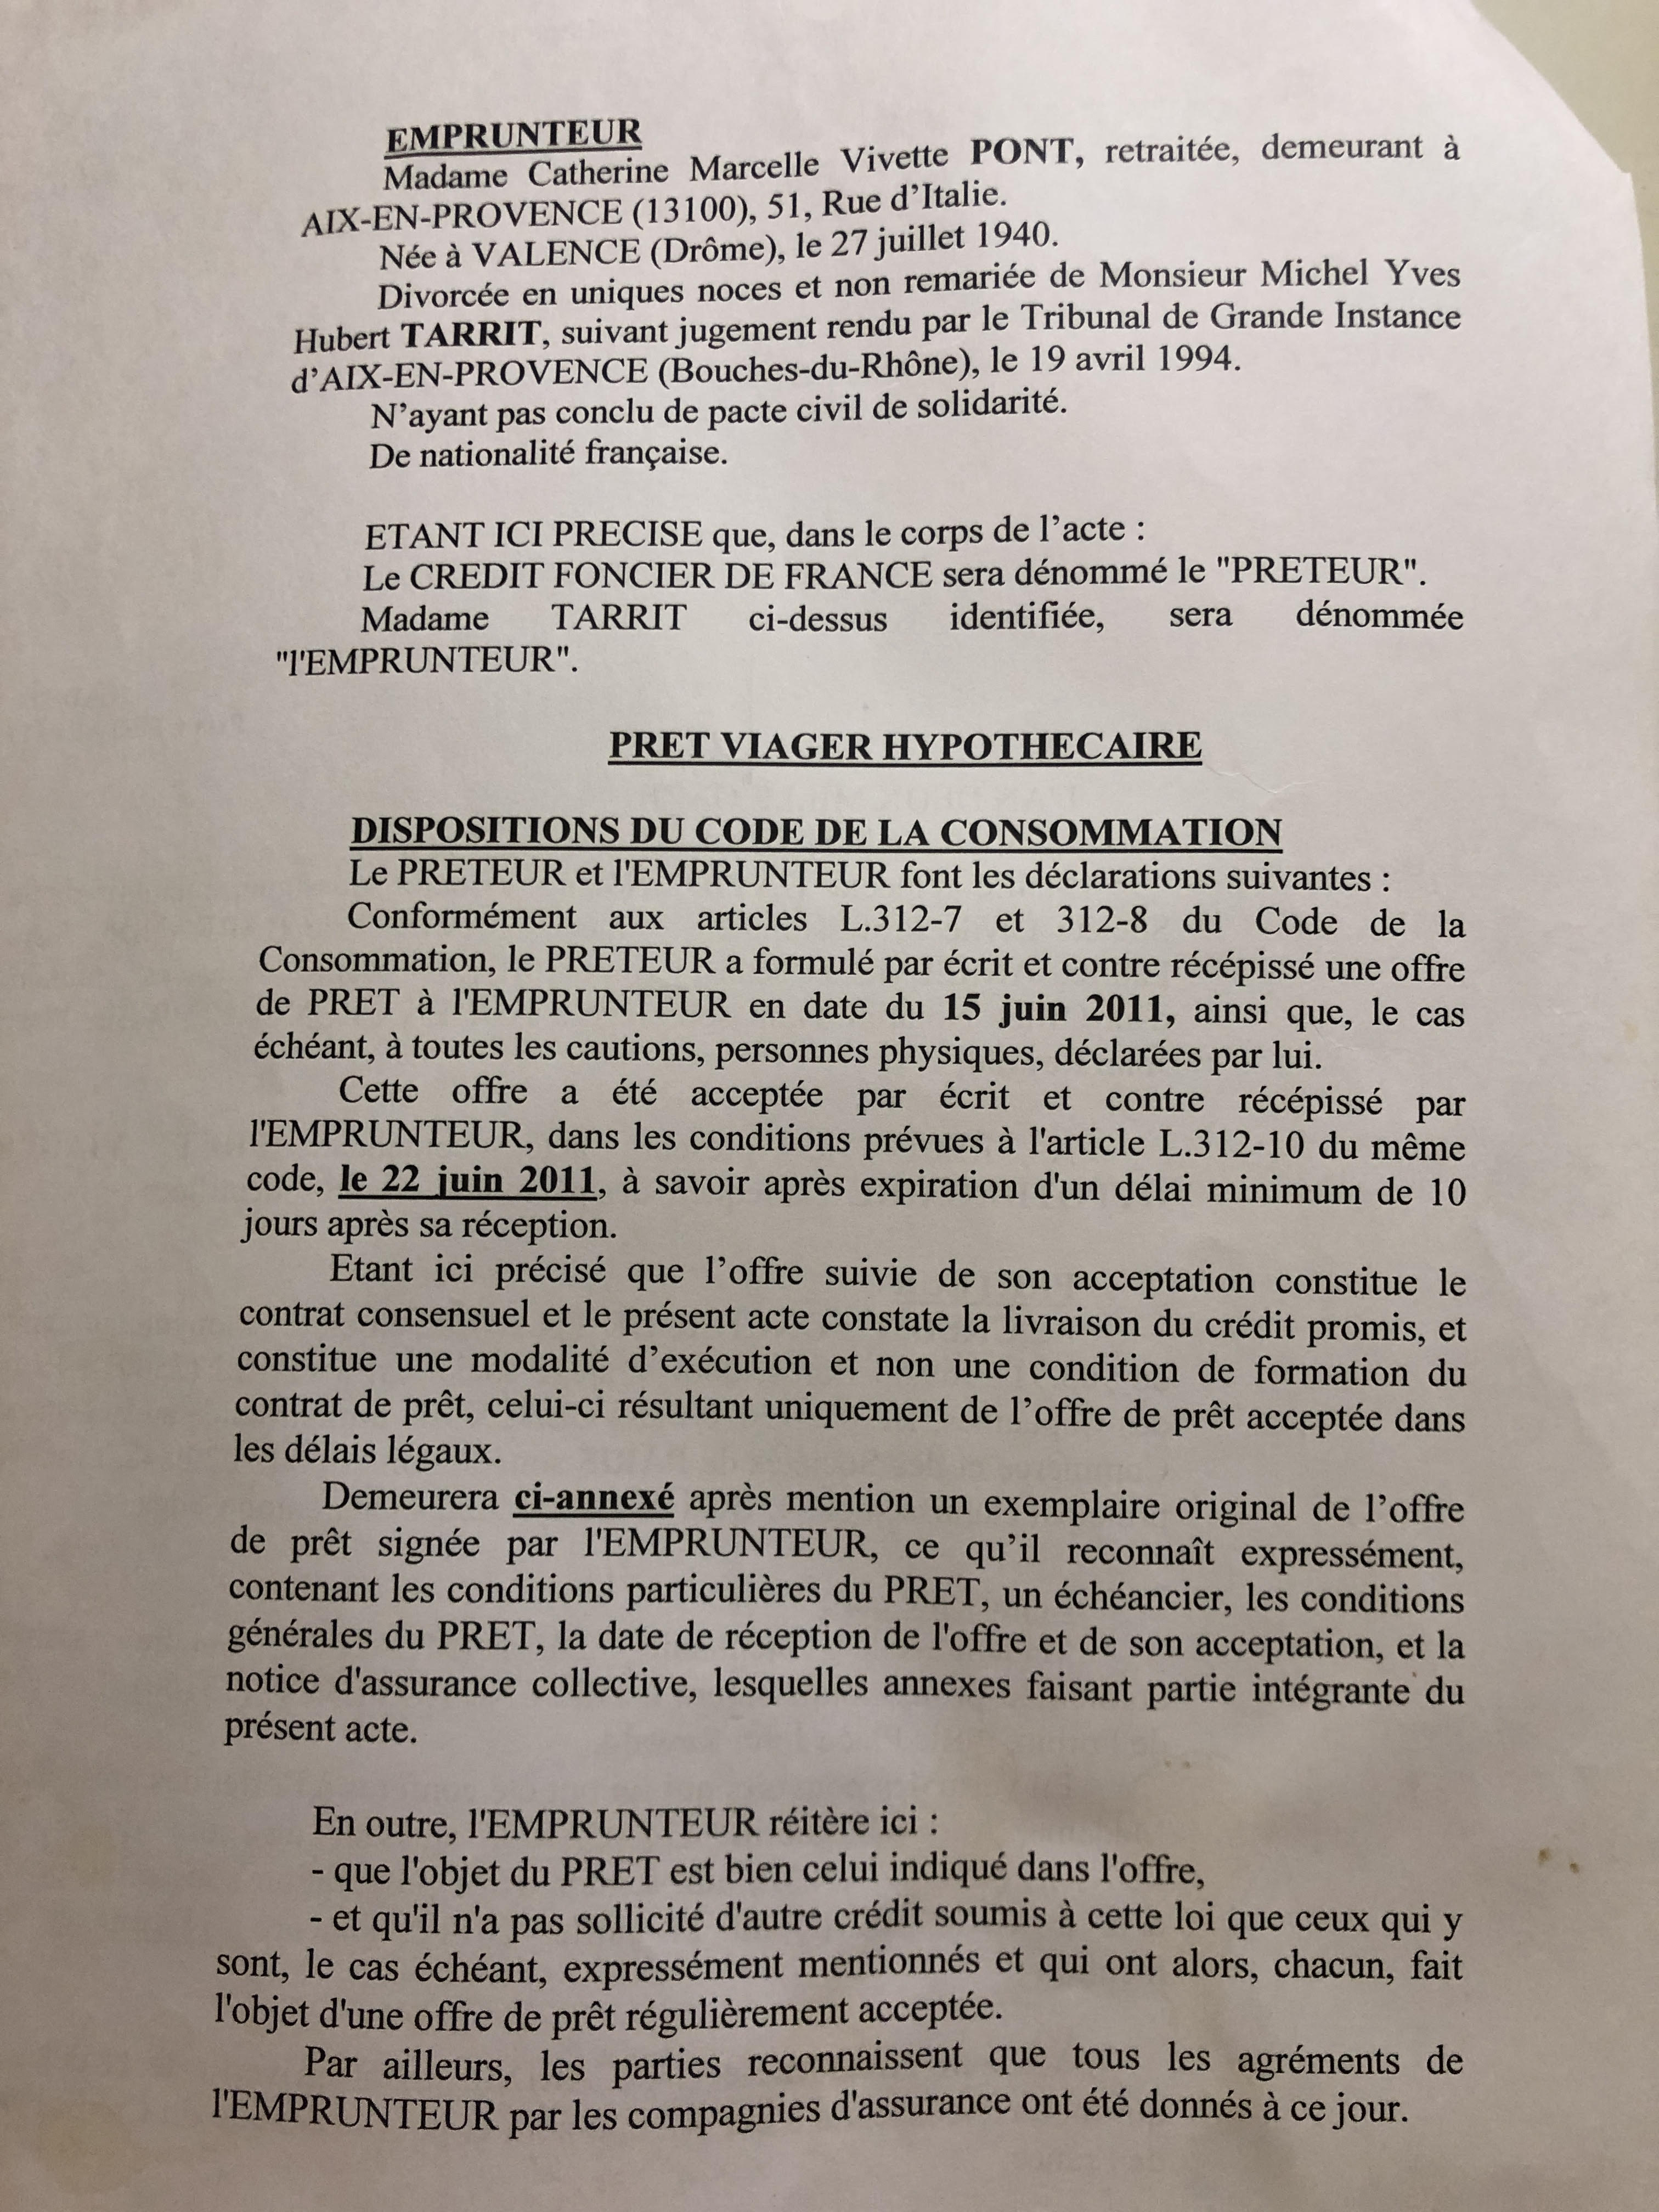 EMPRUNTEUR
Madame Catherine Marcelle Vivette PONT, retraitée, demeurant à
AIX-EN-PROVENCE (13100), 51, Rue d’Italie.
Née à VALENCE (Drôme), le 27 juillet 1940.
Divorcée en uniques noces et non remariée de Monsieur Michel Yves
Hubert TARRIT, suivant jugement rendu par le Tribunal de Grande Instance
d’AIX-EN-PROVENCE (Bouches-du-Rhône), le 19 avril 1994.
N’ayant pas conclu de pacte civil de solidarité.
De nationalité française.
ETANT ICI PRECISE que, dans le corps de l’acte :
Le CREDIT FONCIER DE FRANCE sera dénommé le "PRETEUR".
Madame TARRIT ci-dessus identifiée, sera dénommée
"l'EMPRUNTEUR".
PRET VIAGER HYPOTHECAIRE
DISPOSITIONS DU CODE DE LA CONSOMMATION
Le PRETEUR et l'EMPRUNTEUR font les déclarations suivantes :
Conformément aux articles L.312-7 et 312-8 du Code de la
Consommation, le PRETEUR a formulé par écrit et contre récépissé une offre
de PRET à l'EMPRUNTEUR en date du 15 juin 2011, ainsi que, le cas
échéant, à toutes les cautions, personnes physiques, déclarées par lui.
Cette offre a été acceptée par écrit et contre récépissé par
l'EMPRUNTEUR, dans les conditions prévues à l'article L.312-10 du même
code, le 22 juin 2011, à savoir après expiration d'un délai minimum de 10
jours après sa réception.
Etant ici précisé que l’offre suivie de son acceptation constitue le
contrat consensuel et le présent acte constate la livraison du crédit promis, et
constitue une modalité d’exécution et non une condition de formation du
contrat de prêt, celui-ci résultant uniquement de l’offre de prêt acceptée dans
les délais légaux.
Demeurera ci-annexé après mention un exemplaire original de l’offre
de prêt signée par l'EMPRUNTEUR, ce qu’il reconnaît expressément,
contenant les conditions particulières du PRET, un échéancier, les conditions
générales du PRET, la date de réception de l'offre et de son acceptation, et la
notice d'assurance collective, lesquelles annexes faisant partie intégrante du
présent acte.
En outre, l'EMPRUNTEUR réitère ici :
- que l'objet du PRET est bien celui indiqué dans l'offre,
- et qu'il n'a pas sollicité d'autre crédit soumis à cette loi que ceux qui y
sont, le cas échéant, expressément mentionnés et qui ont alors, chacun, fait
l'objet d'une offre de prêt régulièrement acceptée.
Par ailleurs, les parties reconnaissent que tous les agréments de
l'EMPRUNTEUR par les compagnies d'assurance ont été donnés à ce jour.